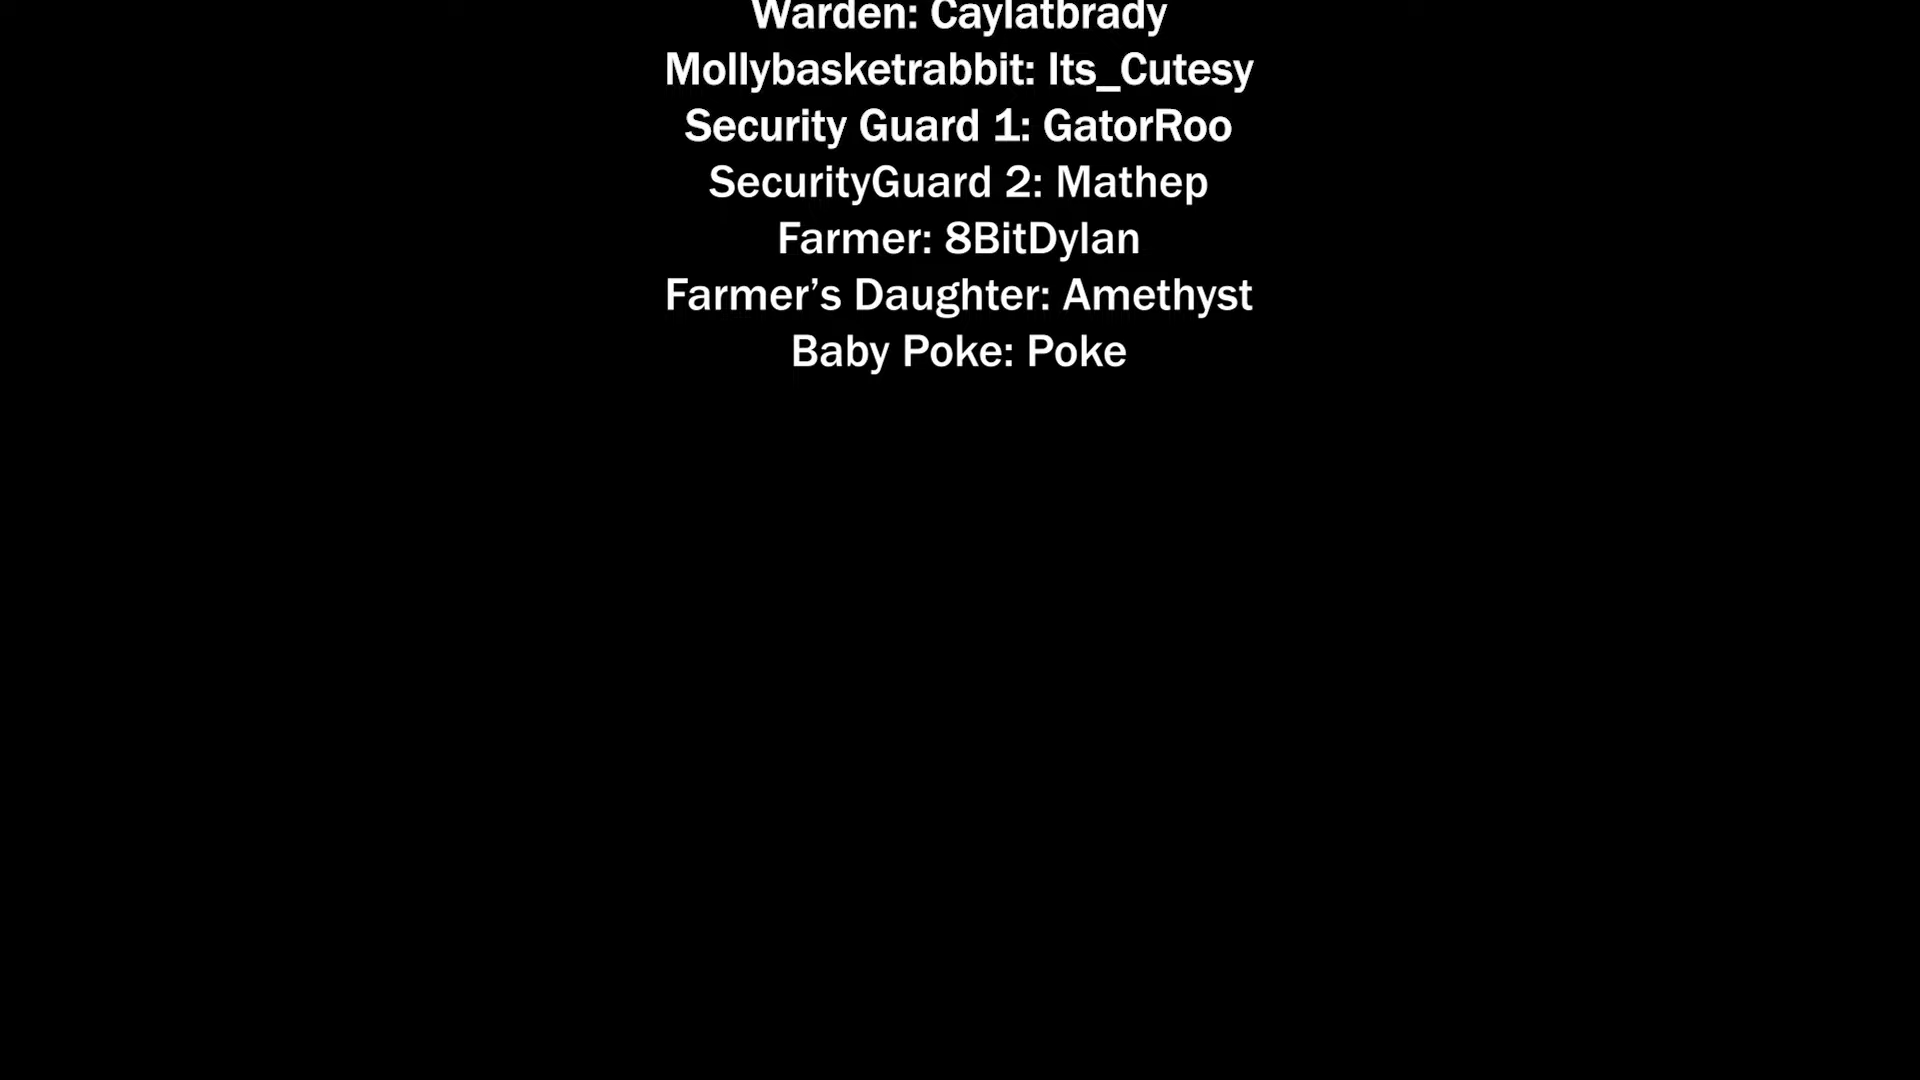 Warden: Caylatbrady
Mollybasketrabbit: Its_Cutesy
Security Guard 1: GatorRoo
SecurityGuard 2: Mathep
Farmer: 8BitDylan
Farmer’s Daughter: Amethyst
Baby Poke: Poke